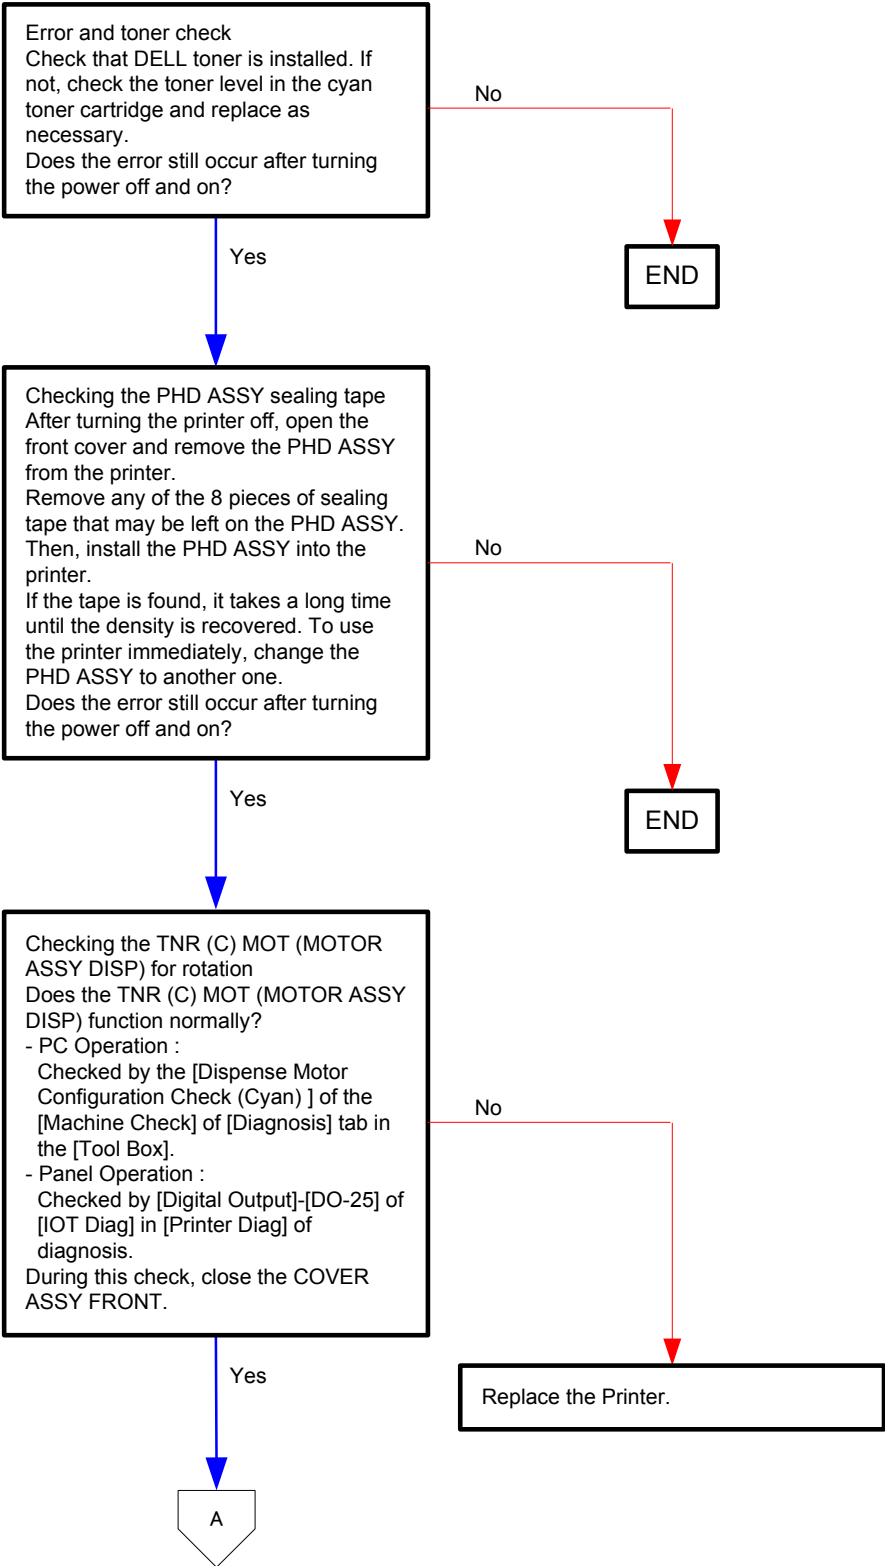 Error and toner check
Check that DELL toner is installed. If
not, check the toner level in the cyan
toner cartridge and replace as
necessary.
Does the error still occur after turning
the power off and on?
No
END
Yes
Checking the PHD ASSY sealing tape
After turning the printer off, open the
front cover and remove the PHD ASSY
from the printer.
Remove any of the 8 pieces of sealing
tape that may be left on the PHD ASSY.
Then, install the PHD ASSY into the
printer.
If the tape is found, it takes a long time
until the density is recovered. To use
the printer immediately, change the
PHD ASSY to another one.
Does the error still occur after turning
the power off and on?
No
END
Yes
Checking the TNR (C) MOT (MOTOR
ASSY DISP) for rotation
Does the TNR (C) MOT (MOTOR ASSY
DISP) function normally?
- PC Operation :
Checked by the [Dispense Motor
Configuration Check (Cyan) ] of the
[Machine Check] of [Diagnosis] tab in
the [Tool Box].
- Panel Operation :
Checked by [Digital Output]-[DO-25] of
[IOT Diag] in [Printer Diag] of
diagnosis.
During this check, close the COVER
ASSY FRONT.
No
Replace the Printer.
Yes
A